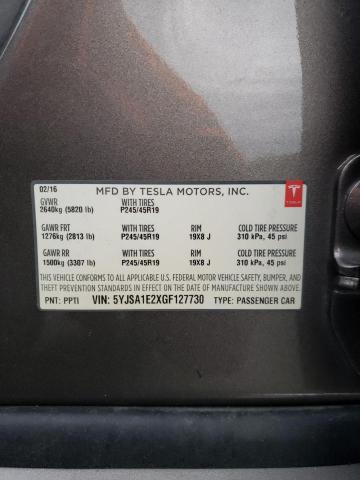 02/16 MFD BY TESLA MOTORS, INC.
GVWR WITH TIRES
2640kg (5820 lb) P245/45R19
TESLA
GAWR FRT WITH TIRES RIM COLD TIRE PRESSURE
1276kg (2813 lb) P245/45R19 19X8 J 310 kPa, 45 psi
GAWR RR WITH TIRES RIM COLD TIRE PRESSURE
1500kg (3307 lb) P245/45R19 19X8 J 310 kPa, 45 psi
THIS VEHICLE CONFORMS TO ALL APPLICABLE U.S. FEDERAL MOTOR VEHICLE SAFETY, BUMPER, AND
THEFT PREVENTION STANDARDS IN EFFECT ON THE DATE OF MANUFACTURE SHOWN ABOVE.
PNT: PPTI VIN: 5YJSA1E2XGF127730 TYPE: PASSENGER CAR